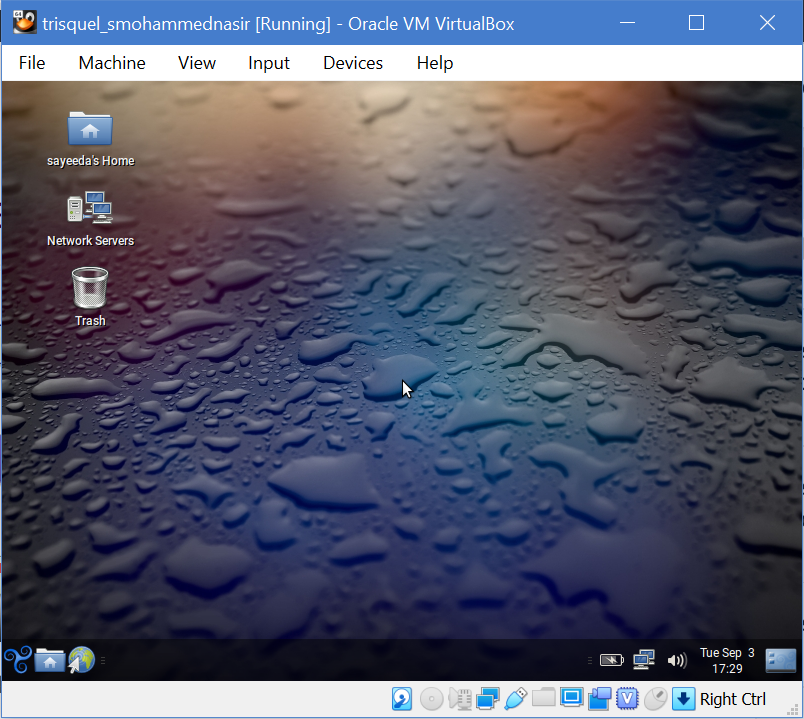 trisquel_smohammednasir [Running] - Oracle VM VirtualBox
File Machine View Input Devices Help
sayeeda's Home
Network Servers
Trash
Tue Sep 3
17:29
Right Ctrl